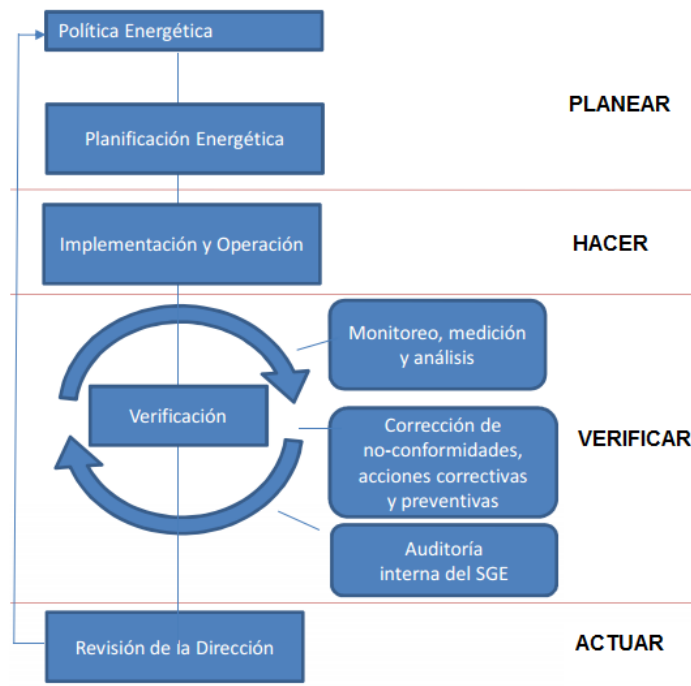 Política Energética
PLANEAR
Planificación Energética
Implementación y Operación
HACER
Monitoreo, medición
y análisis
Verificación
Corrección de
no-conformidades,
acciones correctivas
y preventivas
VERIFICAR
Auditoría
interna del SGE
Revisión de la Dirección
ACTUAR